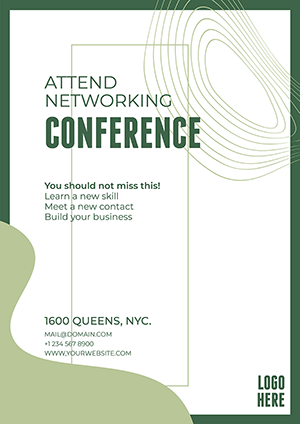 ATTEND
NETWORKING
CONFERENCE
You should not miss this!
Learn a new skill
Meet a new contact
Build your business
1600 QUEENS, NYC.
MAIL@DOMAIN.COM
+1 234 567 8900
WWW.YOURWEBSITE.COM
LOGO
HERE